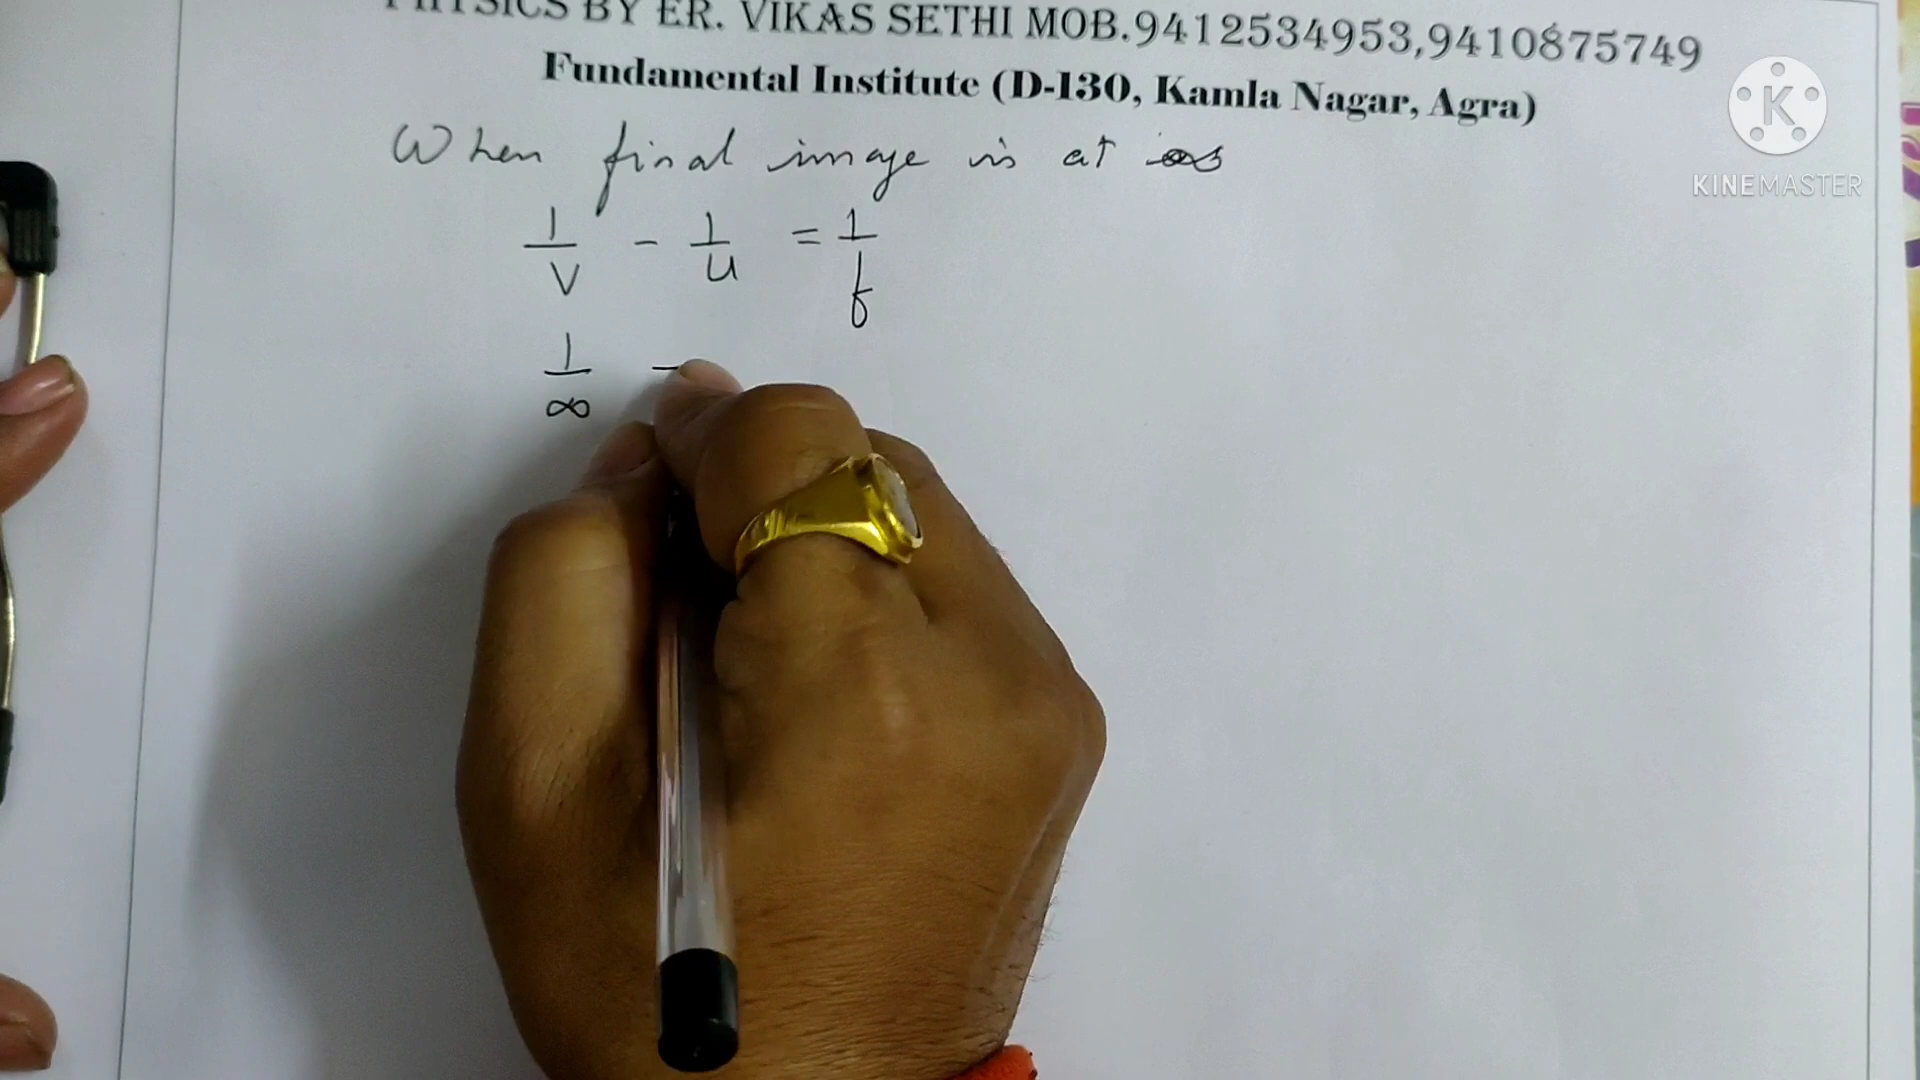 PHYSICS BY ER. VIKAS SETHI MOB.9412534953,9410875749
Fundamental Institute (D-130, Kamla Nagar, Agra)
K
KINEMASTER
When final image is at ∞
1/v - 1/u = 1/f
1/∞ -